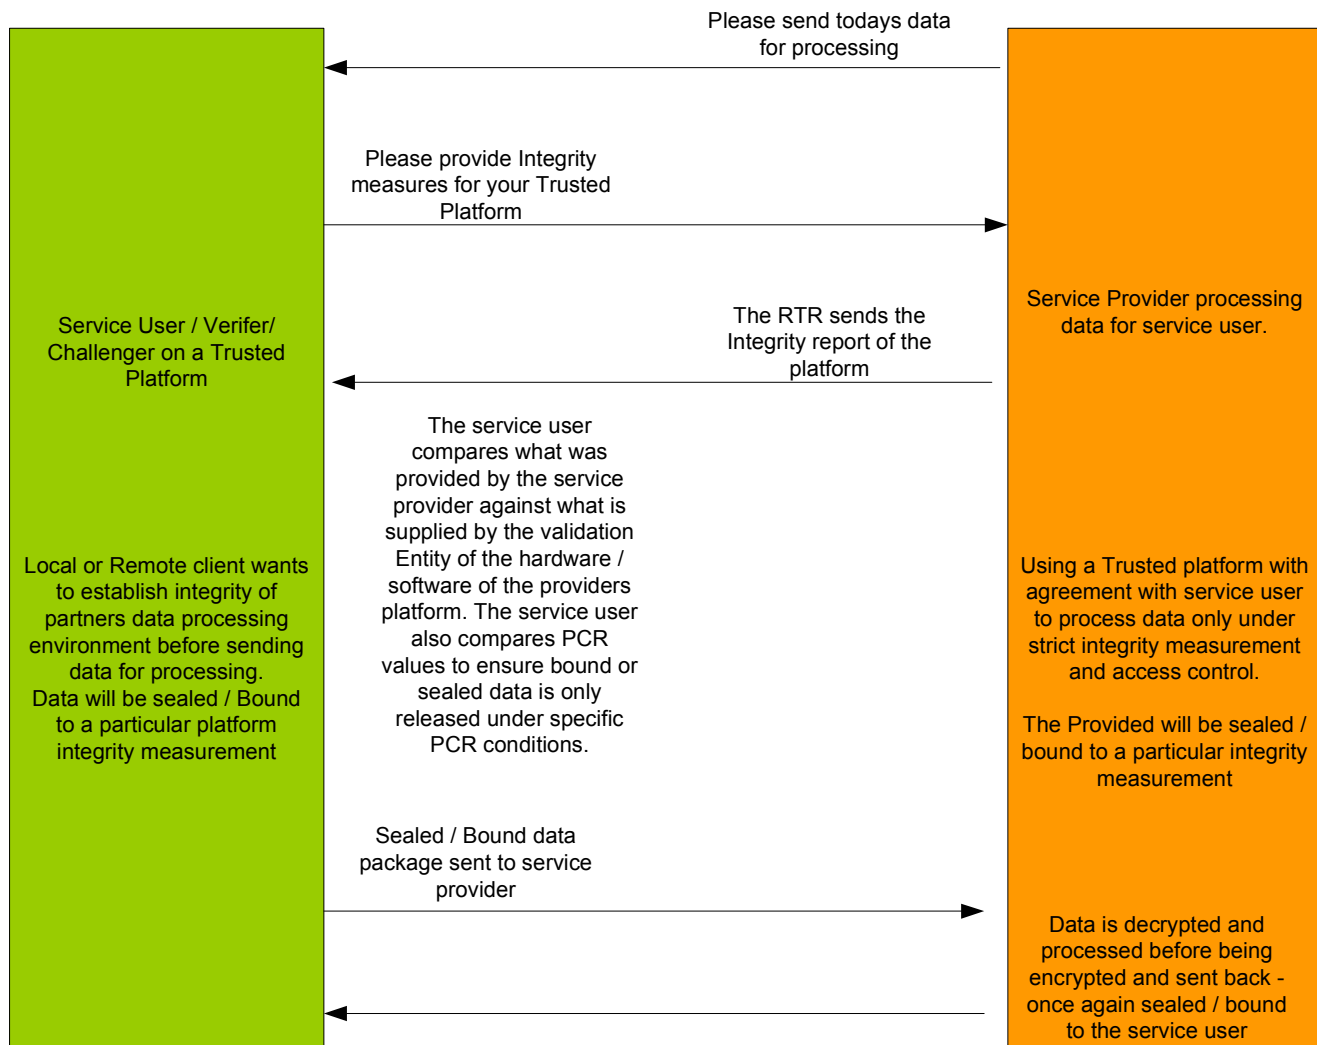 Please send todays data
for processing
Please provide Integrity
measures for your Trusted
Platform
Service User / Verifer/
Challenger on a Trusted
Platform
The RTR sends the
Integrity report of the
platform
Service Provider processing
data for service user.
The service user
compares what was
provided by the service
provider against what is
supplied by the validation
Entity of the hardware /
software of the providers
platform. The service user
also compares PCR
values to ensure bound or
sealed data is only
released under specific
PCR conditions.
Local or Remote client wants
to establish integrity of
partners data processing
environment before sending
data for processing.
Data will be sealed / Bound
to a particular platform
integrity measurement
Using a Trusted platform with
agreement with service user
to process data only under
strict integrity measurement
and access control.
The Provided will be sealed /
bound to a particular integrity
measurement
Sealed / Bound data
package sent to service
provider
Data is decrypted and
processed before being
encrypted and sent back -
once again sealed / bound
to the service user